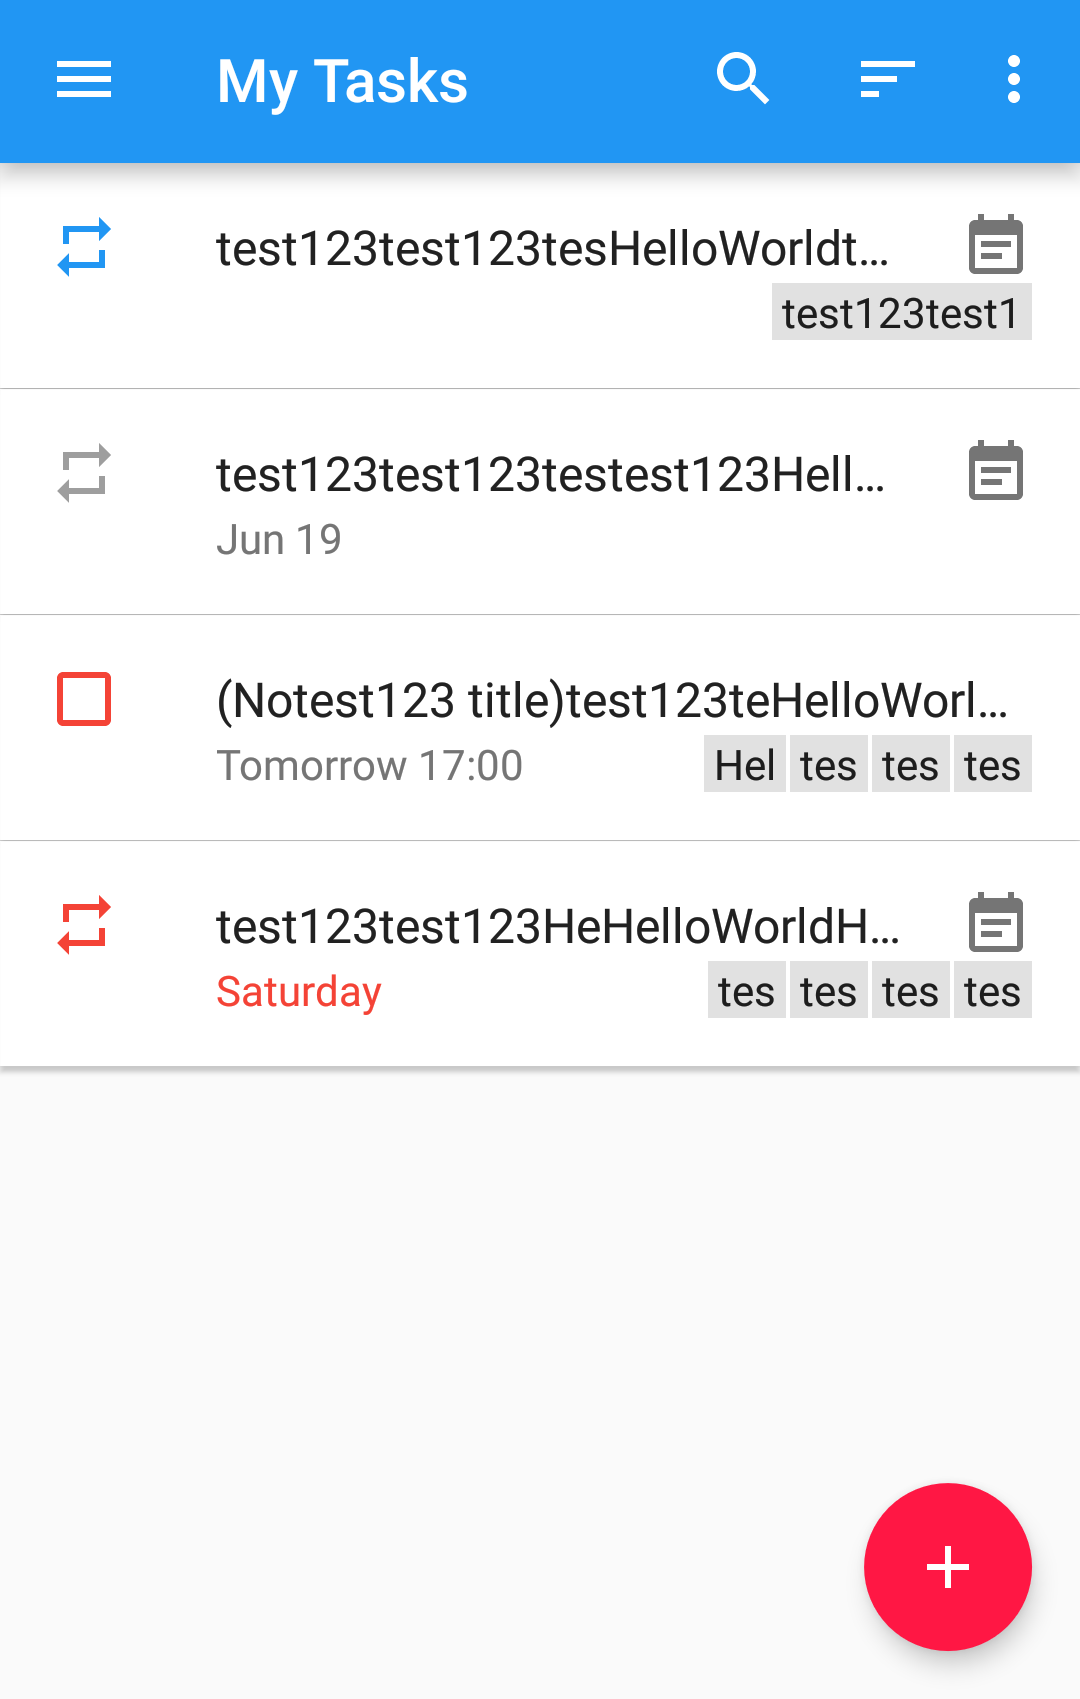 My Tasks
test123test123tesHelloWorldt...
test123test1
test123test123testest123Hell...
Jun 19
(Notest123 title)test123teHelloWorl...
Tomorrow 17:00 Hel tes tes tes
test123test123HeHelloWorldH...
Saturday tes tes tes tes